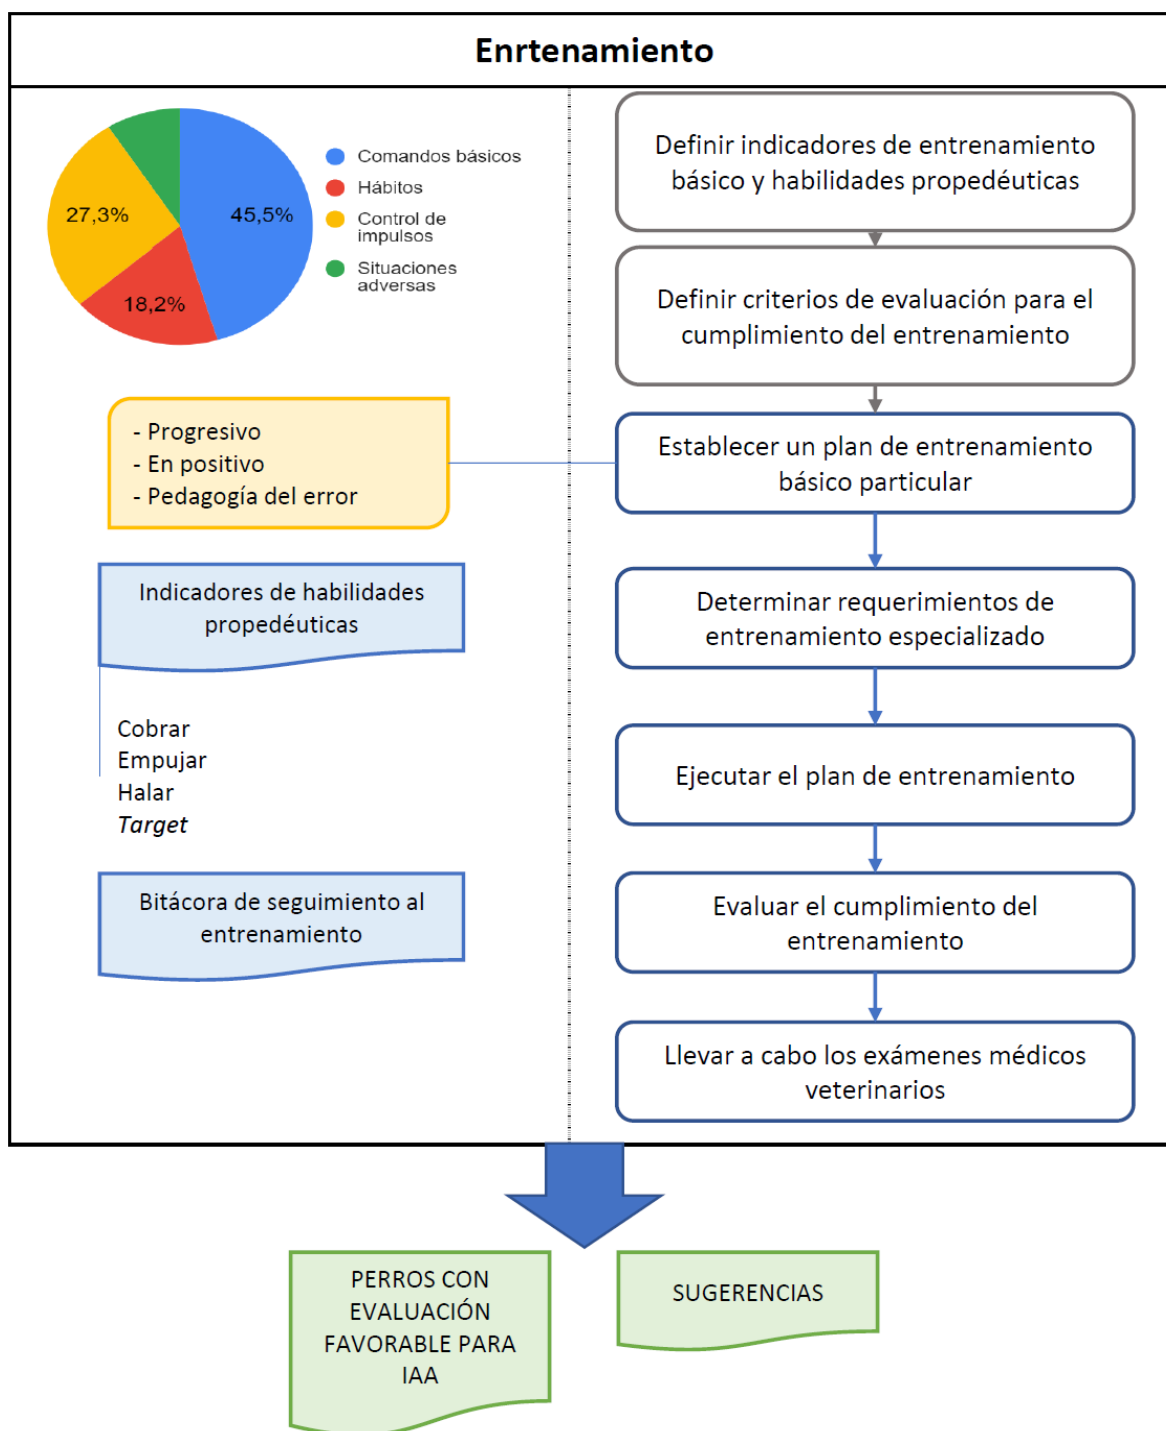 Enrtenamiento
27,3%
45,5%
18,2%
Comandos básicos
Hábitos
Control de
impulsos
Situaciones
adversas
Definir indicadores de entrenamiento
básico y habilidades propedéuticas
Definir criterios de evaluación para el
cumplimiento del entrenamiento
- Progresivo
- En positivo
- Pedagogía del error
Establecer un plan de entrenamiento
básico particular
Indicadores de habilidades
propedéuticas
Determinar requerimientos de
entrenamiento especializado
Cobrar
Empujar
Halar
Target
Ejecutar el plan de entrenamiento
Bitácora de seguimiento al
entrenamiento
Evaluar el cumplimiento del
entrenamiento
Llevar a cabo los exámenes médicos
veterinarios
PERROS CON
EVALUACIÓN
FAVORABLE PARA
IAA
SUGERENCIAS